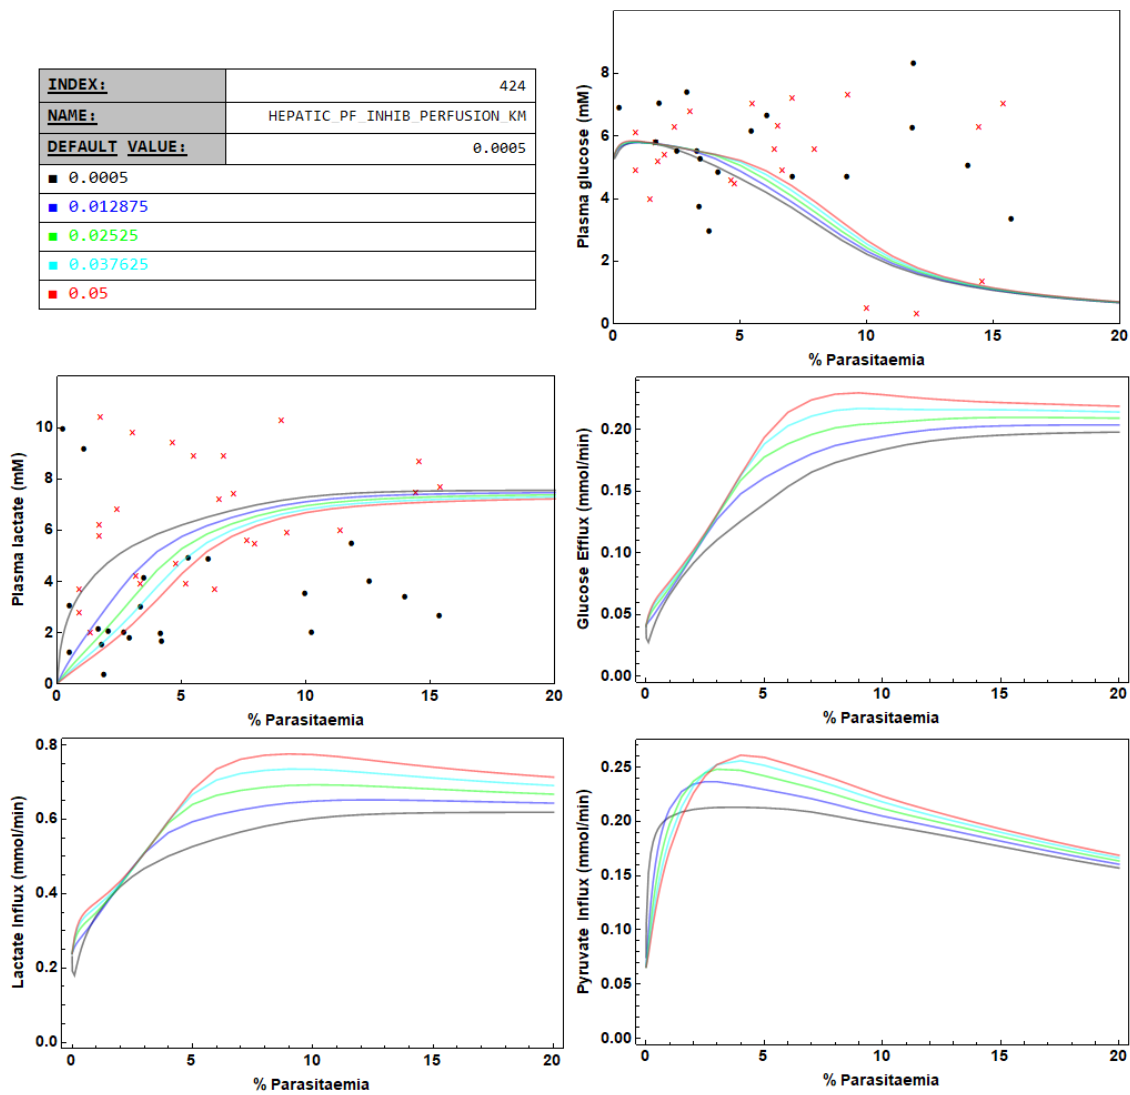 INDEX: 424
NAME: HEPATIC_PF_INHIB_PERFUSION_KM
DEFAULT VALUE: 0.0005
0.0005
0.012875
0.02525
0.037625
0.05
Plasma glucose (mM)
8
6
4
2
0
0 5 10 15 20
% Parasitaemia
Plasma lactate (mM)
10
8
6
4
2
0
0 5 10 15 20
% Parasitaemia
Glucose Efflux (mmol/min)
0.20
0.15
0.10
0.05
0.00
0 5 10 15 20
% Parasitaemia
Lactate Influx (mmol/min)
0.8
0.6
0.4
0.2
0.0
0 5 10 15 20
% Parasitaemia
Pyruvate Influx (mmol/min)
0.25
0.20
0.15
0.10
0.05
0.00
0 5 10 15 20
% Parasitaemia